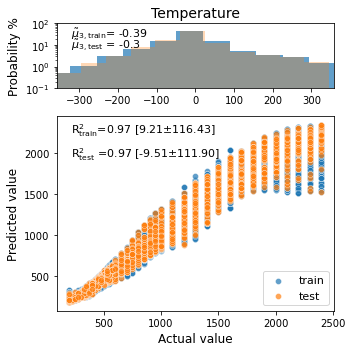 Temperature
Probability %
10²
10¹
10⁰
10⁻¹
μ̃₃,train= -0.39
μ̃₃,test = -0.3
−300 −200 −100 0 100 200 300
Predicted value
2000
1500
1000
500
R²train=0.97 [9.21±116.43]
R²test =0.97 [-9.51±111.90]
train
test
500 1000 1500 2000 2500
Actual value